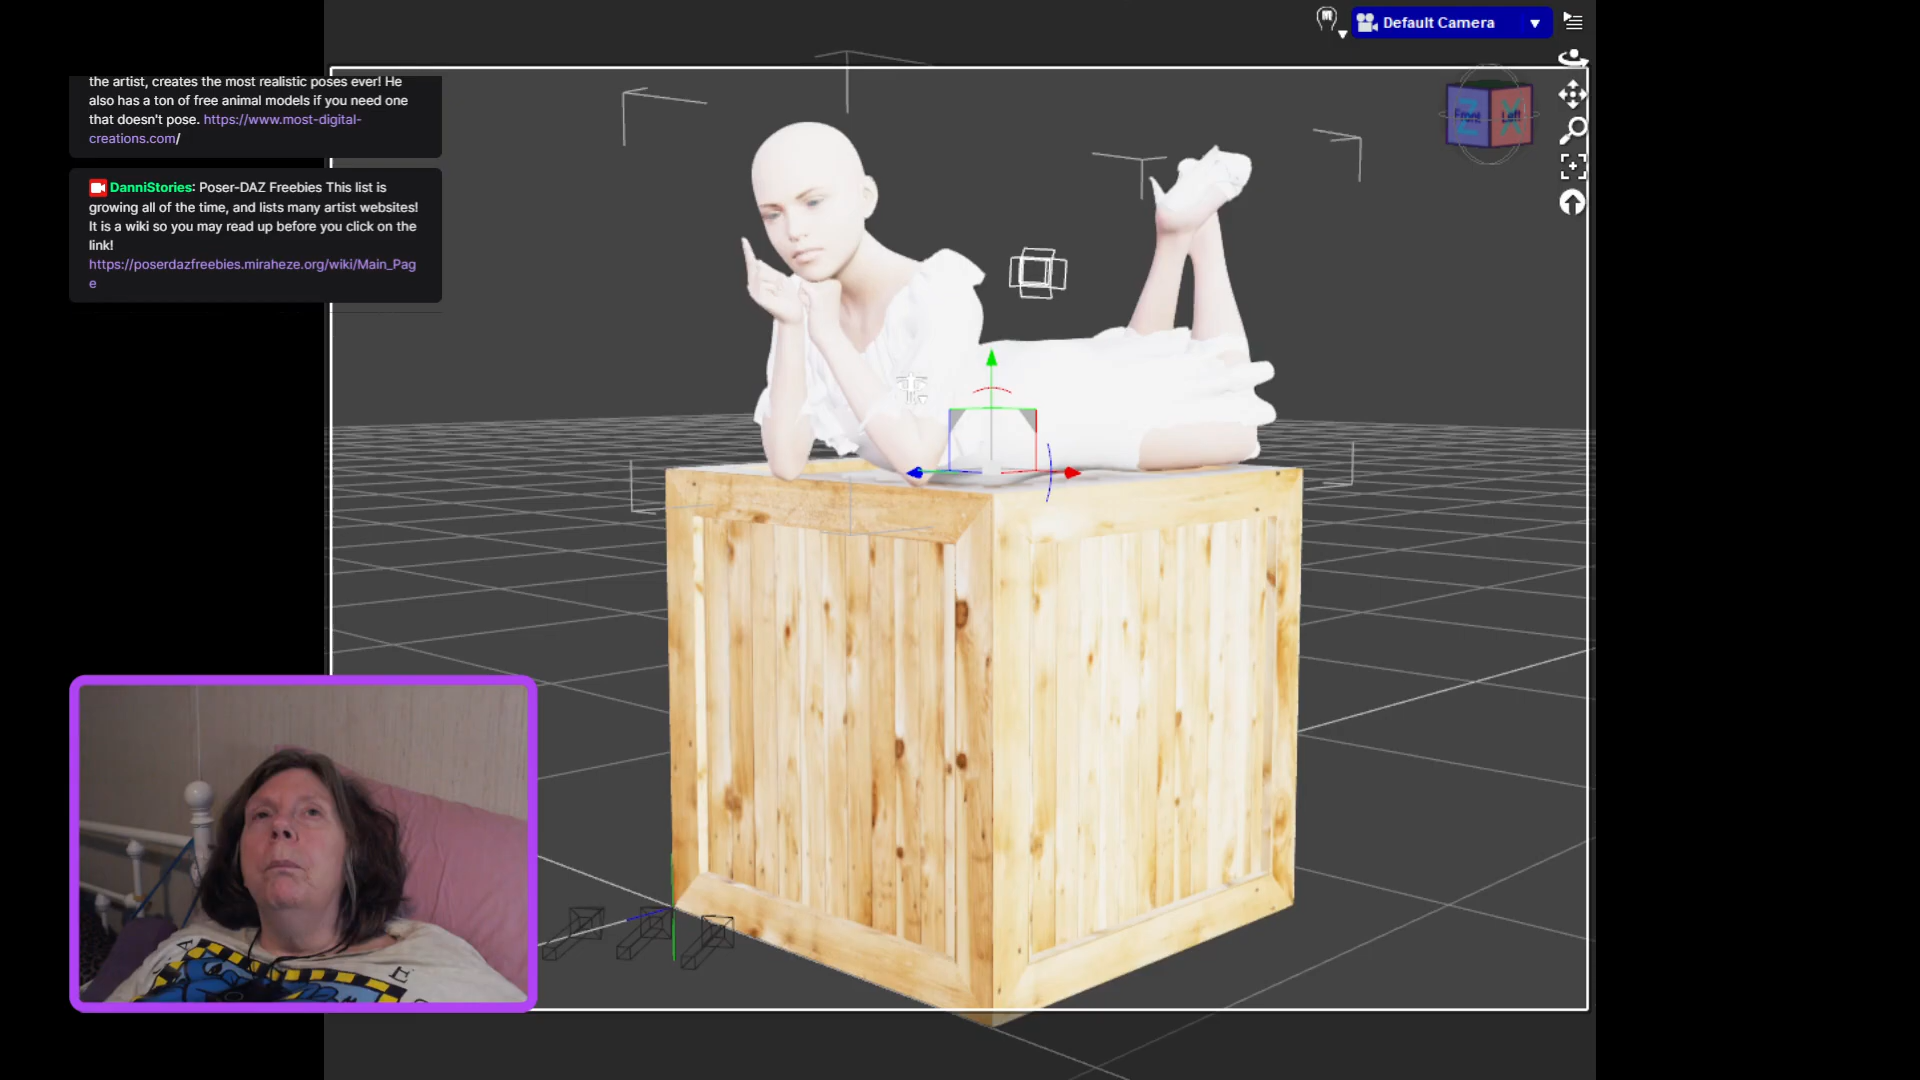 Default Camera
the artist, creates the most realistic poses ever! He
also has a ton of free animal models if you need one
that doesn't pose. https://www.most-digital-
creations.com/
DanniStories: Poser-DAZ Freebies This list is
growing all of the time, and lists many artist websites!
It is a wiki so you may read up before you click on the
link!
https://poserdazfreebies.miraheze.org/wiki/Main_Pag
e
Front
Z
Left
X
E